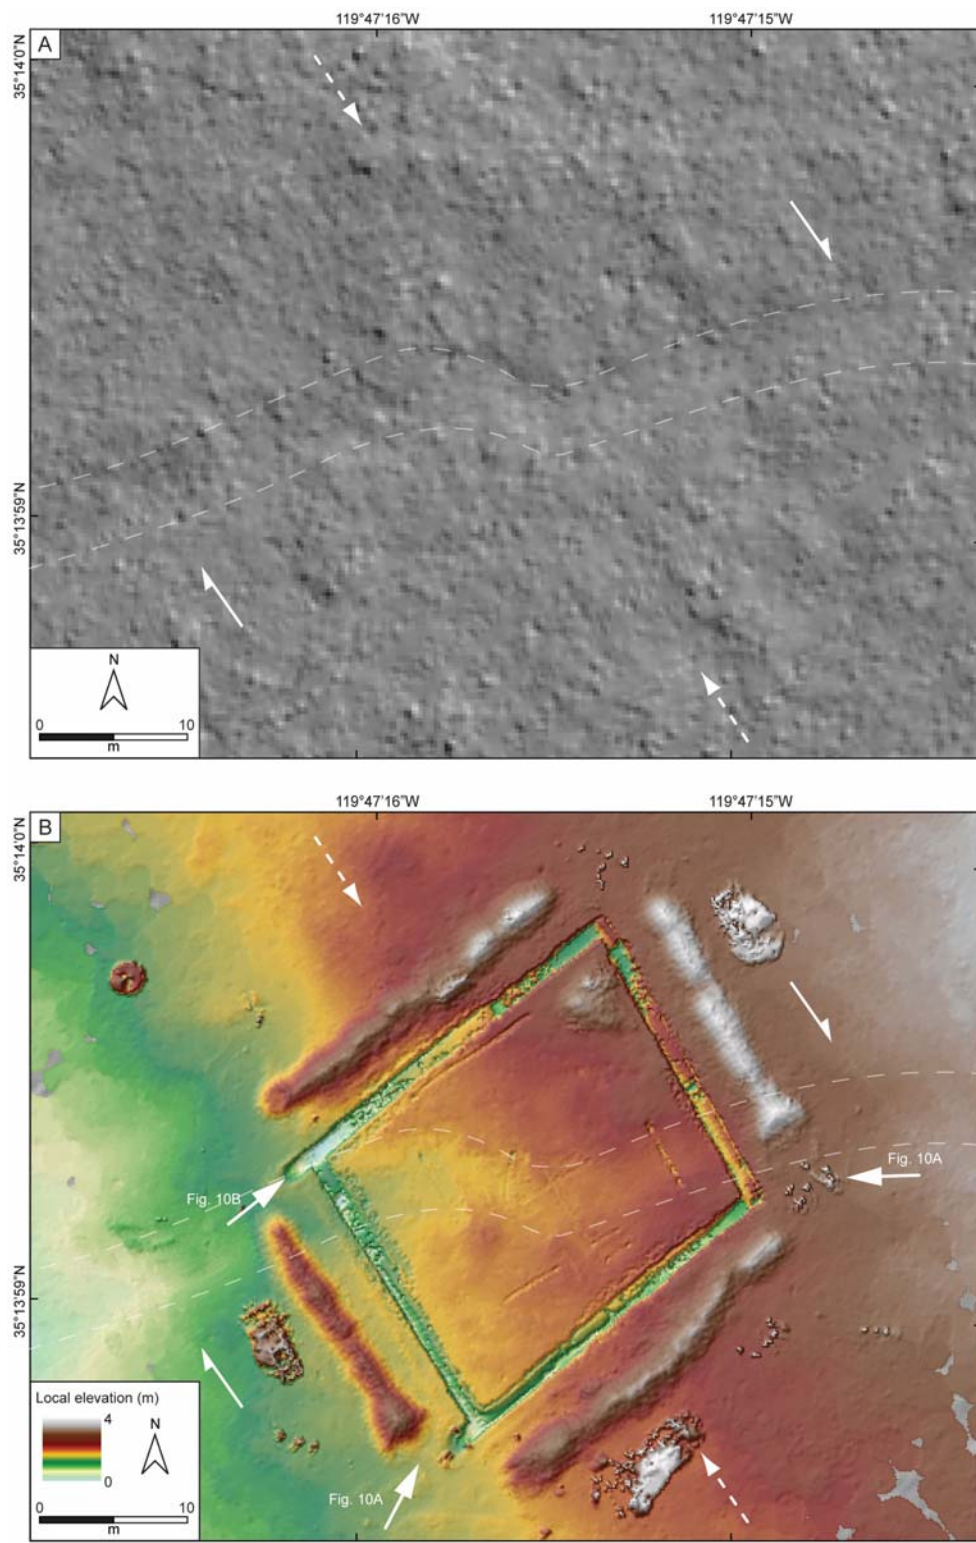 119°47'16"W
119°47'15"W
A
35°14'0"N
35°13'59"N
N
0
10
m
119°47'16"W
119°47'15"W
B
35°14'0"N
Fig. 10A
Fig. 10B
35°13'59"N
Local elevation (m)
4
N
0
0
10
m
Fig. 10A